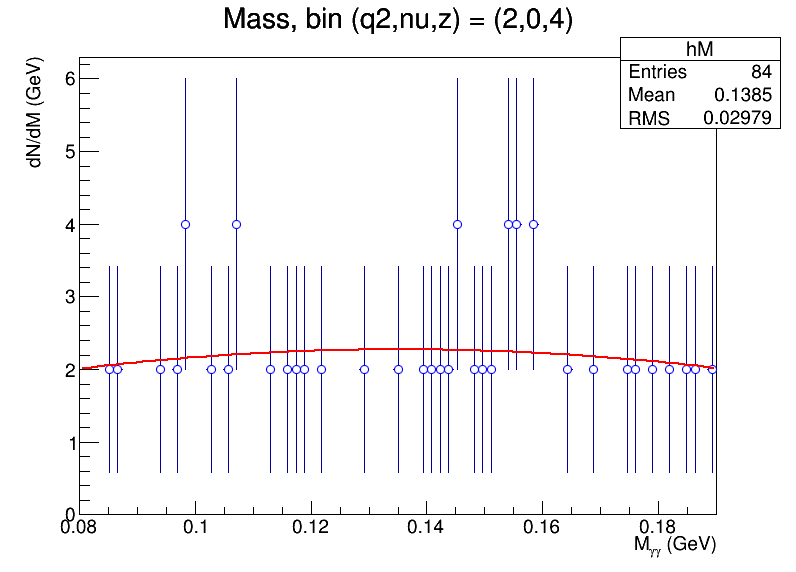 Mass, bin (q2,nu,z) = (2,0,4)
hM
Entries 84
Mean 0.1385
RMS 0.02979
dN/dM (GeV)
6
5
4
3
2
1
0
0.08 0.1 0.12 0.14 0.16 0.18
Mγγ (GeV)